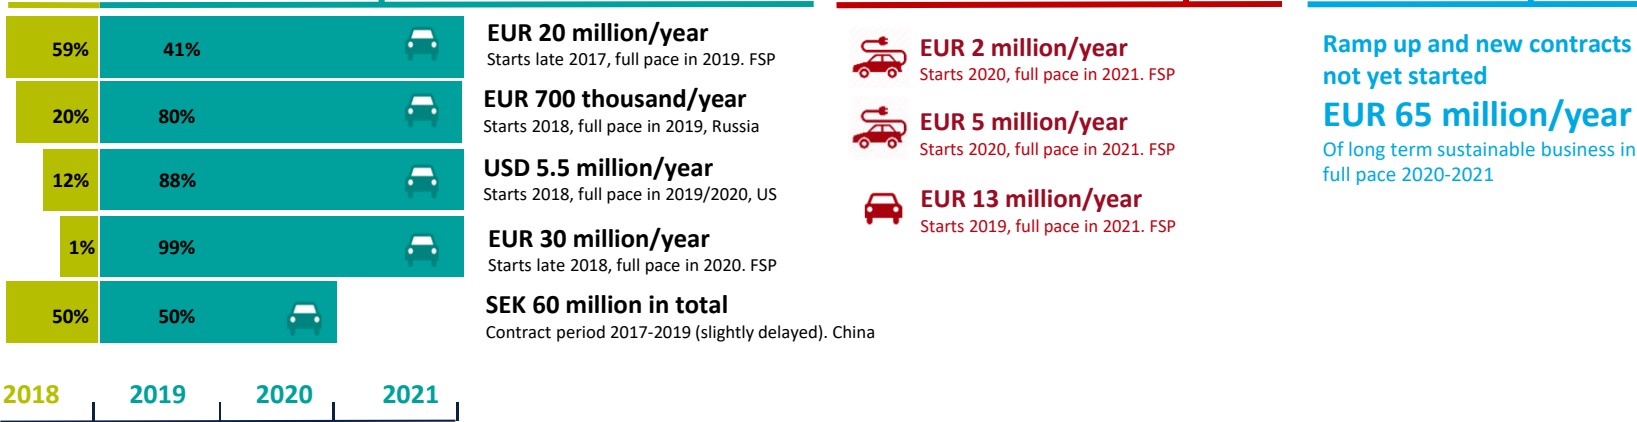 59% 41%
EUR 20 million/year
Starts late 2017, full pace in 2019. FSP
20% 80%
EUR 700 thousand/year
Starts 2018, full pace in 2019, Russia
12% 88%
USD 5.5 million/year
Starts 2018, full pace in 2019/2020, US
1% 99%
EUR 30 million/year
Starts late 2018, full pace in 2020. FSP
50% 50%
SEK 60 million in total
Contract period 2017-2019 (slightly delayed). China
2018 2019 2020 2021
EUR 2 million/year
Starts 2020, full pace in 2021. FSP
EUR 5 million/year
Starts 2020, full pace in 2021. FSP
EUR 13 million/year
Starts 2019, full pace in 2021. FSP
Ramp up and new contracts
not yet started
EUR 65 million/year
Of long term sustainable business in
full pace 2020-2021